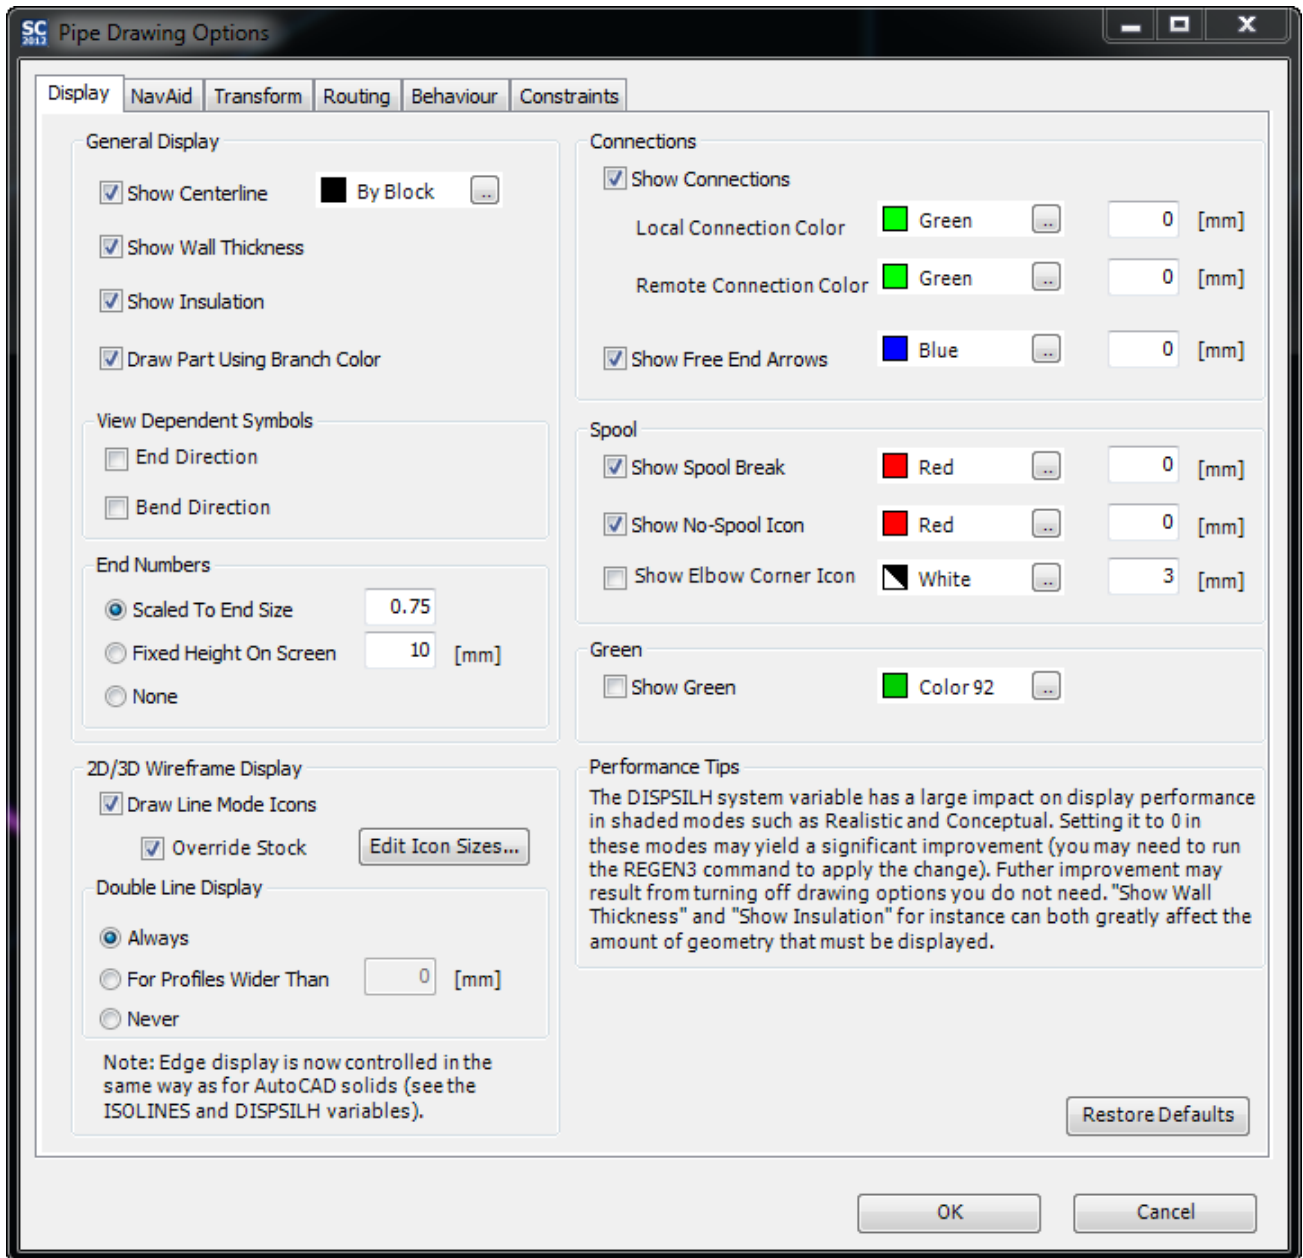 SC 2012 Pipe Drawing Options
Display NavAid Transform Routing Behaviour Constraints
General Display
Show Centerline By Block ..
Show Wall Thickness
Show Insulation
Draw Part Using Branch Color
View Dependent Symbols
End Direction
Bend Direction
End Numbers
Scaled To End Size 0.75
Fixed Height On Screen 10 [mm]
None
2D/3D Wireframe Display
Draw Line Mode Icons
Override Stock Edit Icon Sizes...
Double Line Display
Always
For Profiles Wider Than 0 [mm]
Never
Note: Edge display is now controlled in the
same way as for AutoCAD solids (see the
ISOLINES and DISPSILH variables).
Connections
Show Connections
Local Connection Color Green .. 0 [mm]
Remote Connection Color Green .. 0 [mm]
Show Free End Arrows Blue .. 0 [mm]
Spool
Show Spool Break Red .. 0 [mm]
Show No-Spool Icon Red .. 0 [mm]
Show Elbow Corner Icon White .. 3 [mm]
Green
Show Green Color 92 ..
Performance Tips
The DISPSILH system variable has a large impact on display performance
in shaded modes such as Realistic and Conceptual. Setting it to 0 in
these modes may yield a significant improvement (you may need to run
the REGEN3 command to apply the change). Futher improvement may
result from turning off drawing options you do not need. "Show Wall
Thickness" and "Show Insulation" for instance can both greatly affect the
amount of geometry that must be displayed.
Restore Defaults
OK Cancel